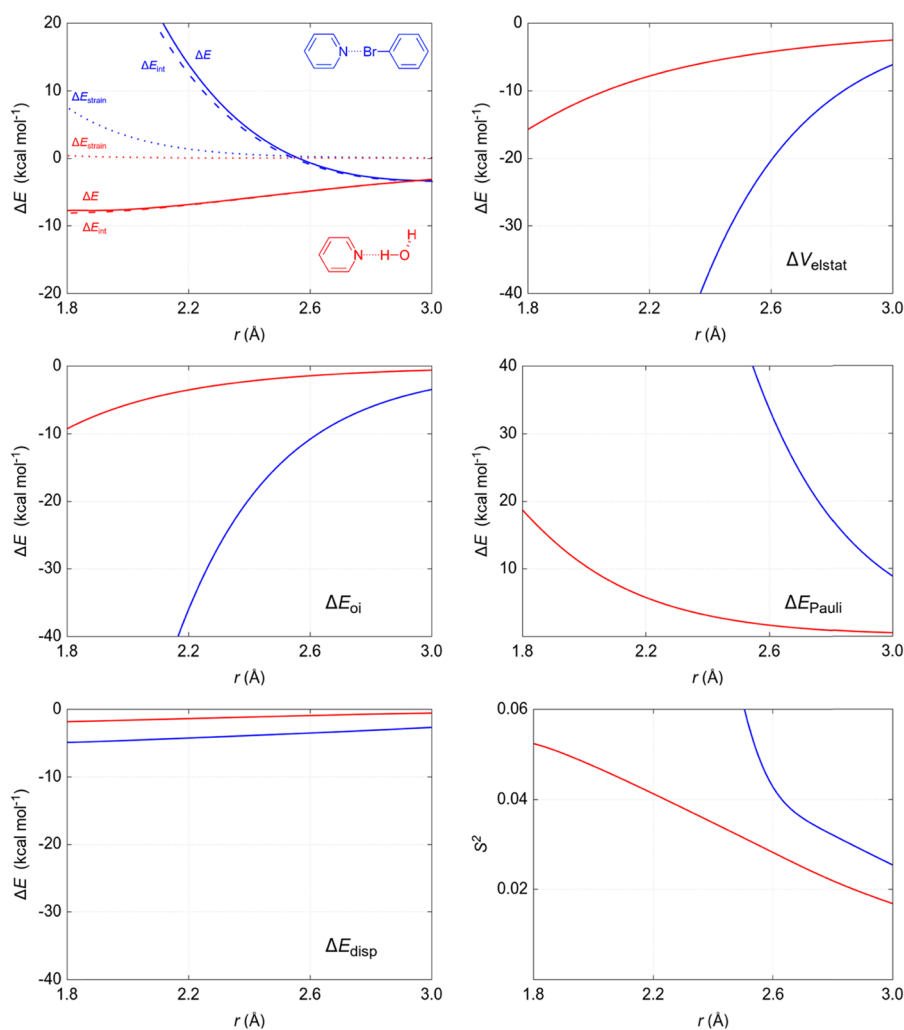 20
10
0
-10
20
ΔE (kcal mol⁻¹)
ΔE
ΔE_int
ΔE_strain
ΔE_strain
ΔE
ΔE_int
N Br
N H O H
1.8 2.2 2.6 3.0
r (Å)
0
-10
-20
-30
-40
ΔE (kcal mol⁻¹)
ΔV_elstat
1.8 2.2 2.6 3.0
r (Å)
0
-10
-20
-30
-40
ΔE (kcal mol⁻¹)
ΔE_oi
1.8 2.2 2.6 3.0
r (Å)
40
30
20
10
ΔE (kcal mol⁻¹)
ΔE_Pauli
1.8 2.2 2.6 3.0
r (Å)
0
-10
-20
-30
-40
ΔE (kcal mol⁻¹)
ΔE_disp
1.8 2.2 2.6 3.0
r (Å)
0.06
0.04
0.02
S²
1.8 2.2 2.6 3.0
r (Å)